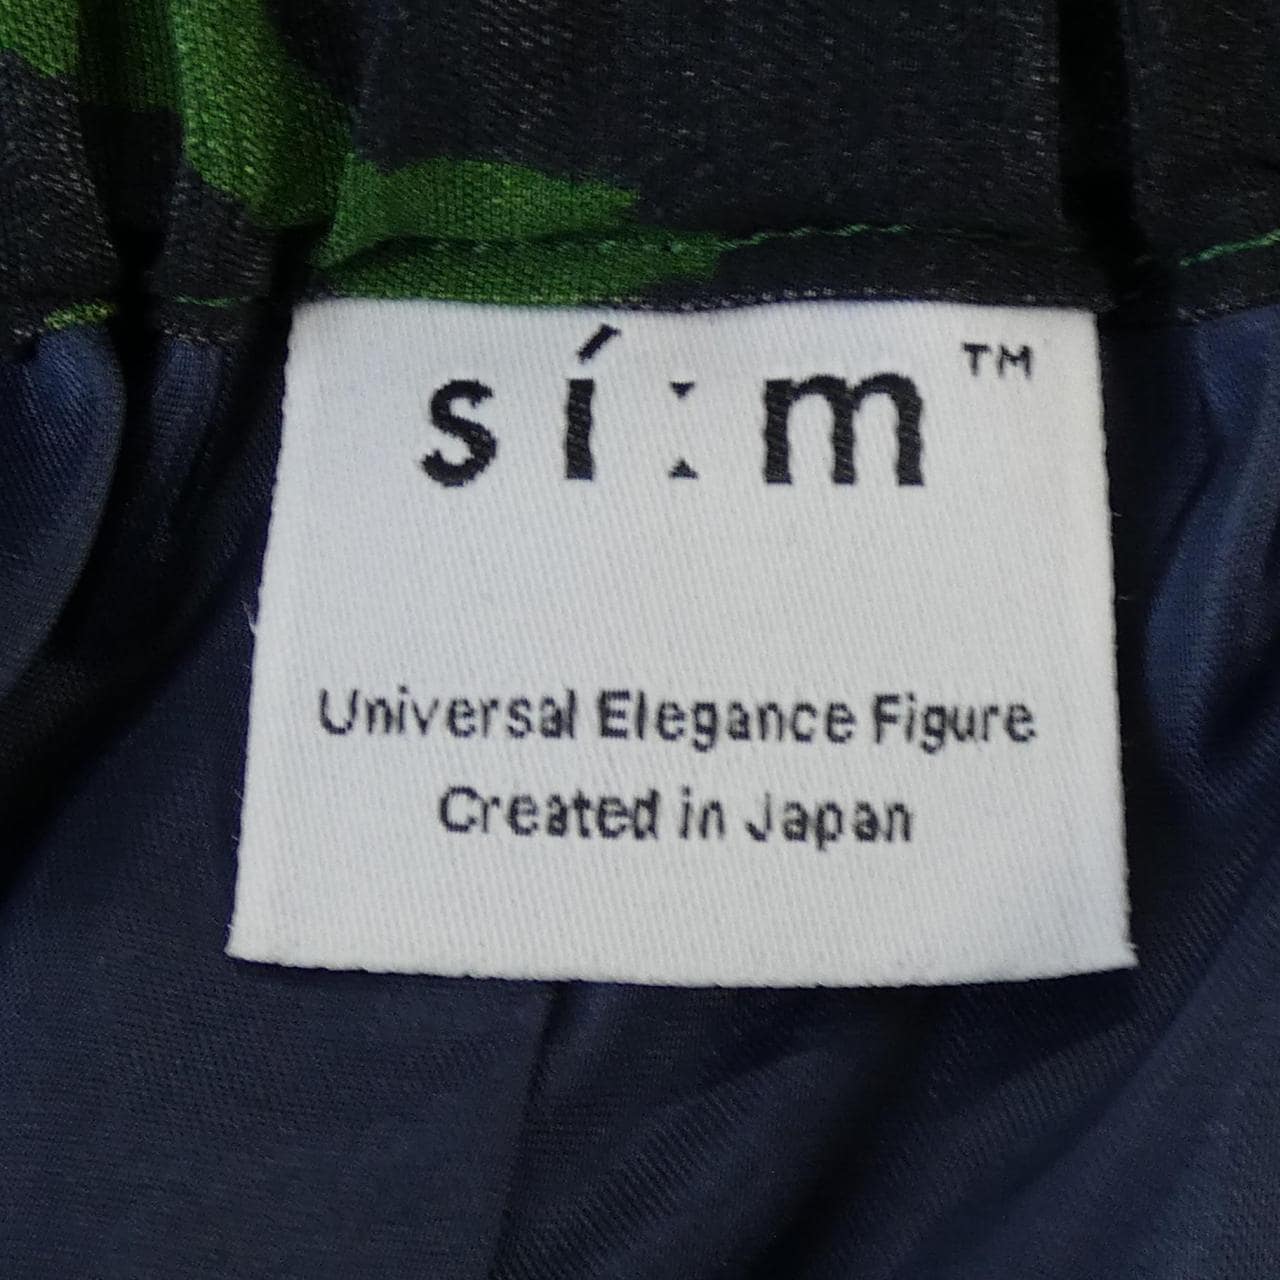 sí:m™
Universal Elegance Figure
Created in Japan